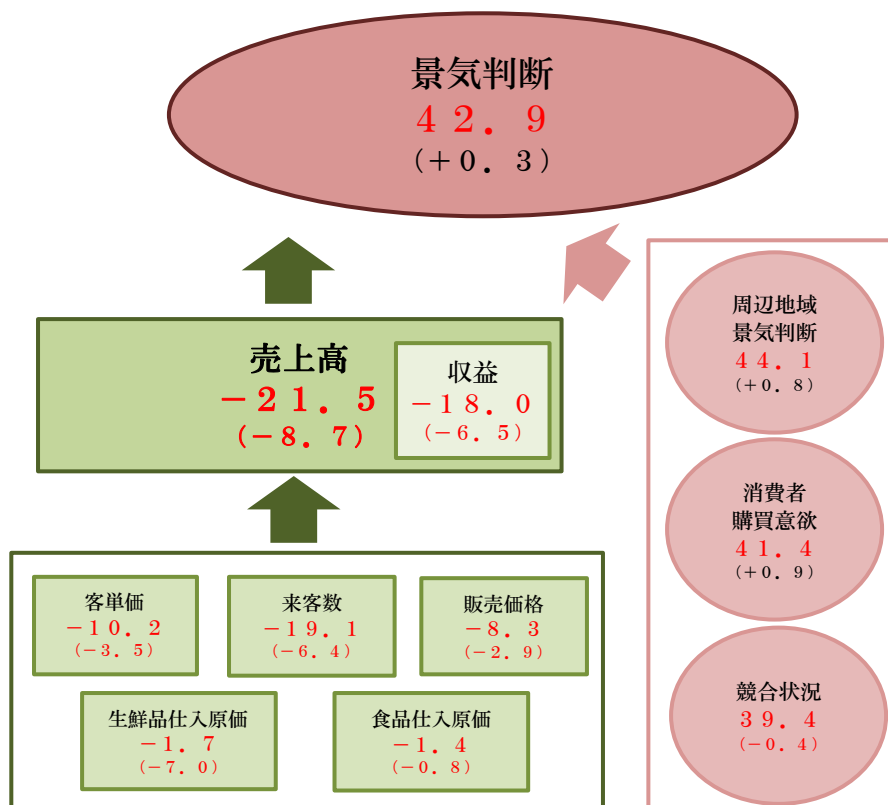 景気判断
４２．９
（＋０．３）
売上高
－２１．５
（－８．７）
収益
－１８．０
（－６．５）
客単価
－１０．２
（－３．５）
来客数
－１９．１
（－６．４）
販売価格
－８．３
（－２．９）
生鮮品仕入原価
－１．７
（－７．０）
食品仕入原価
－１．４
（－０．８）
周辺地域
景気判断
４４．１
（＋０．８）
消費者
購買意欲
４１．４
（＋０．９）
競合状況
３９．４
（－０．４）